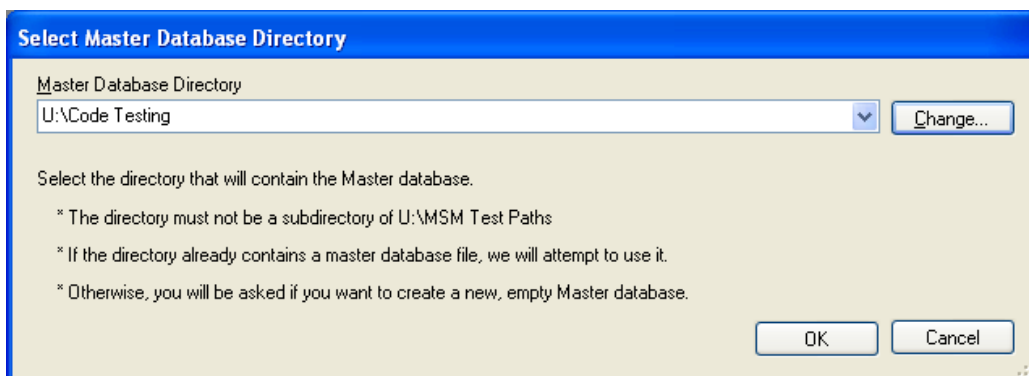 Select Master Database Directory
Master Database Directory
U:\Code Testing
Change...
Select the directory that will contain the Master database.
* The directory must not be a subdirectory of U:\MSM Test Paths
* If the directory already contains a master database file, we will attempt to use it.
* Otherwise, you will be asked if you want to create a new, empty Master database.
OK
Cancel